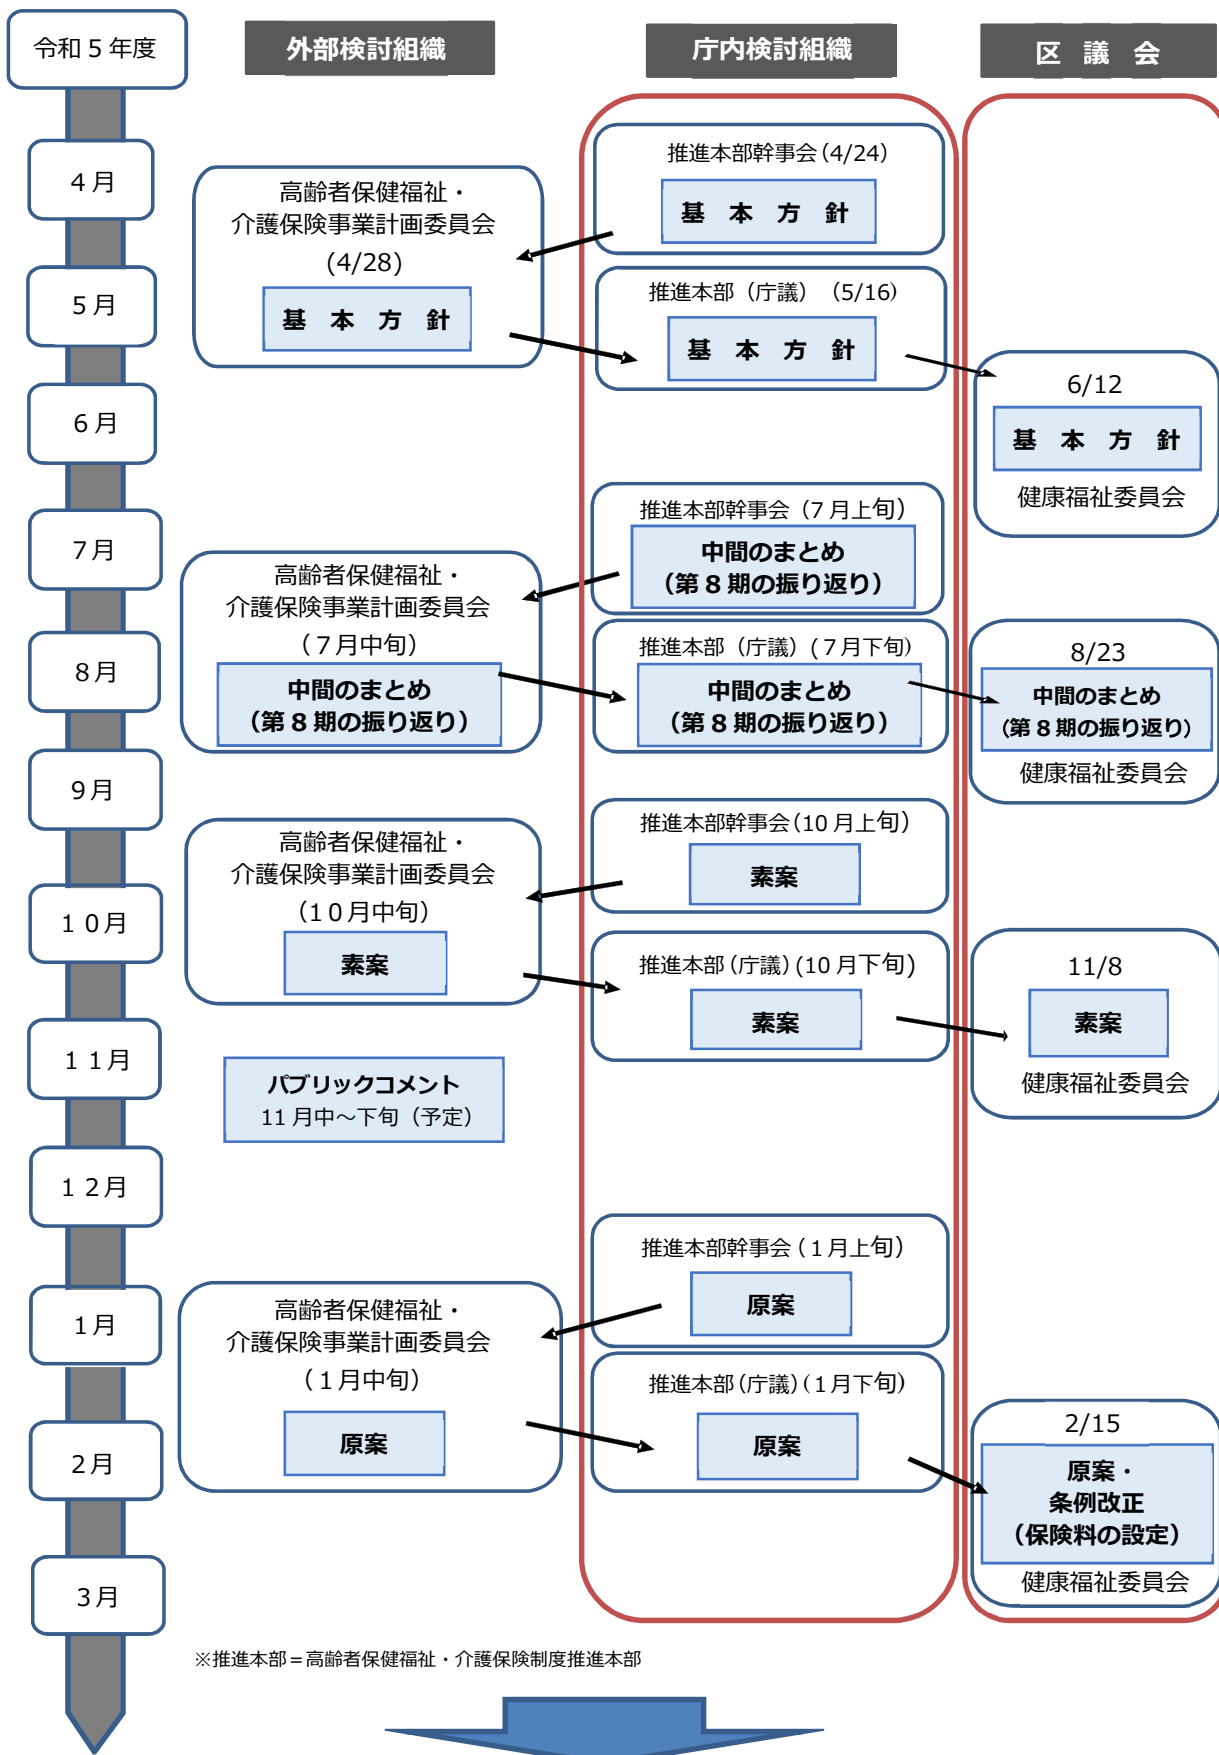 令和5年度
外部検討組織
庁内検討組織
区 議 会
4月
5月
6月
7月
8月
9月
10月
11月
12月
1月
2月
3月
高齢者保健福祉・
介護保険事業計画委員会
(4/28)
基 本 方 針
高齢者保健福祉・
介護保険事業計画委員会
(7月中旬)
中間のまとめ
(第8期の振り返り)
高齢者保健福祉・
介護保険事業計画委員会
(10月中旬)
素案
パブリックコメント
11月中～下旬(予定)
高齢者保健福祉・
介護保険事業計画委員会
(1月中旬)
原案
推進本部幹事会(4/24)
基 本 方 針
推進本部(庁議)(5/16)
基 本 方 針
推進本部幹事会(7月上旬)
中間のまとめ
(第8期の振り返り)
推進本部(庁議)(7月下旬)
中間のまとめ
(第8期の振り返り)
推進本部幹事会(10月上旬)
素案
推進本部(庁議)(10月下旬)
素案
推進本部幹事会(1月上旬)
原案
推進本部(庁議)(1月下旬)
原案
6/12
基 本 方 針
健康福祉委員会
8/23
中間のまとめ
(第8期の振り返り)
健康福祉委員会
11/8
素案
健康福祉委員会
2/15
原案・
条例改正
(保険料の設定)
健康福祉委員会
※推進本部=高齢者保健福祉・介護保険制度推進本部